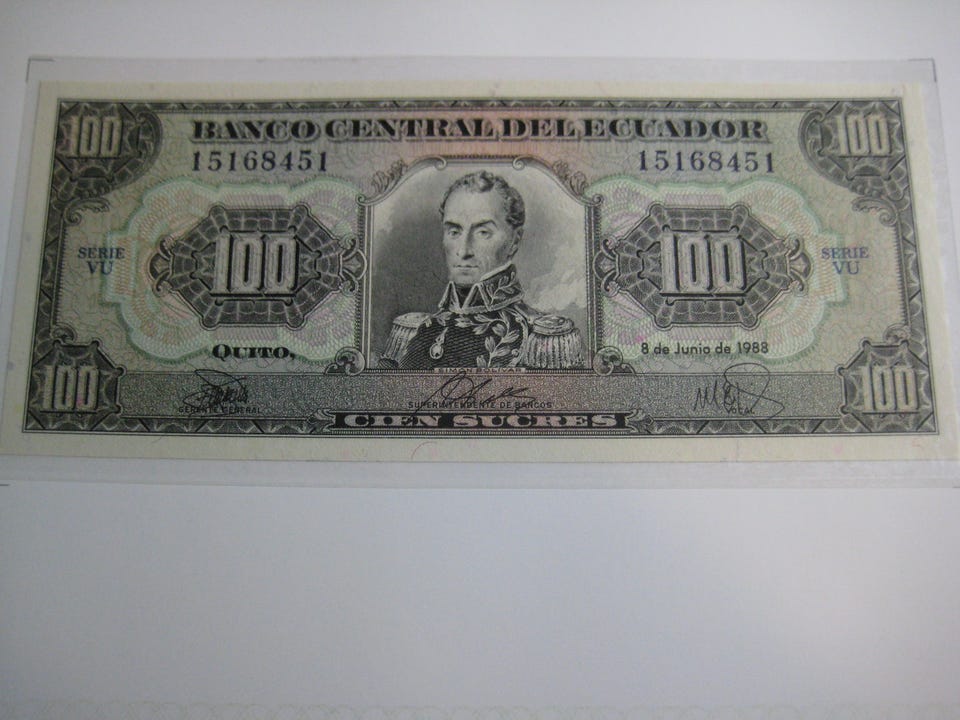 100 100
BANCO CENTRAL DEL ECUADOR
15168451 15168451
SERIE VU 100 100 SERIE VU
QUITO, 8 de Junio de 1988
100 100
SIMON BOLIVAR
GERENTE GENERAL SUPERINTENDENTE DE BANCOS VOCAL
CIEN SUCRES